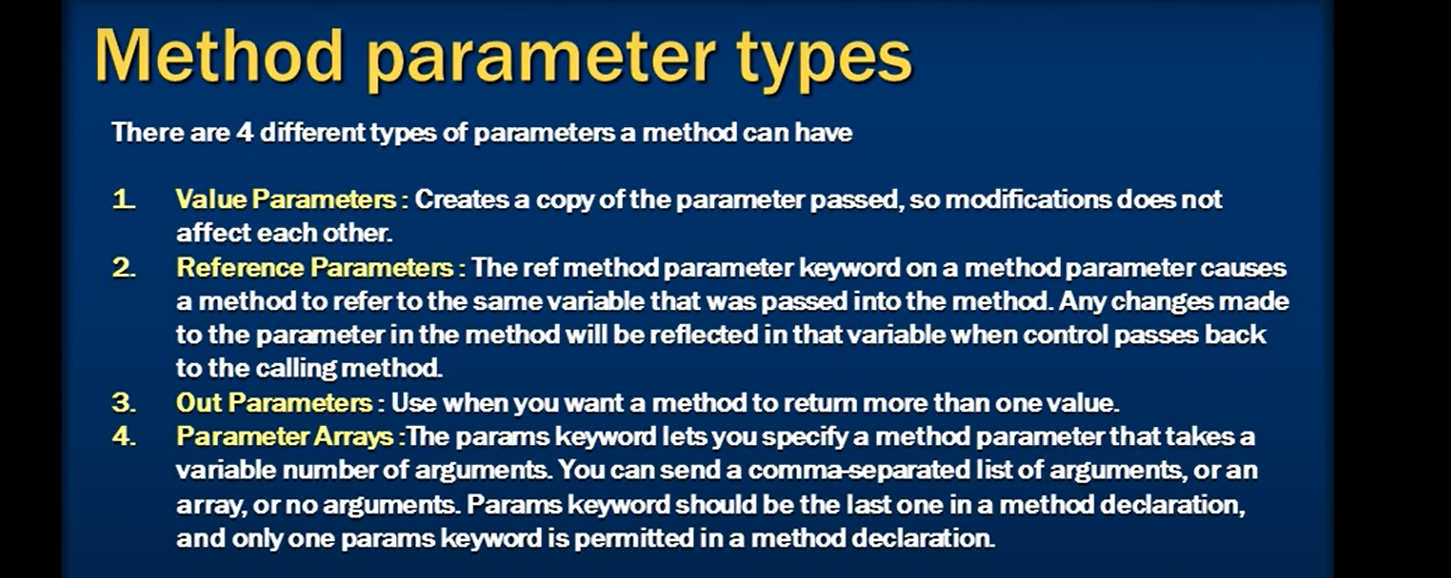 Method parameter types
There are 4 different types of parameters a method can have
1. Value Parameters : Creates a copy of the parameter passed, so modifications does not
affect each other.
2. Reference Parameters : The ref method parameter keyword on a method parameter causes
a method to refer to the same variable that was passed into the method. Any changes made
to the parameter in the method will be reflected in that variable when control passes back
to the calling method.
3. Out Parameters : Use when you want a method to return more than one value.
4. Parameter Arrays :The params keyword lets you specify a method parameter that takes a
variable number of arguments. You can send a comma-separated list of arguments, or an
array, or no arguments. Params keyword should be the last one in a method declaration,
and only one params keyword is permitted in a method declaration.